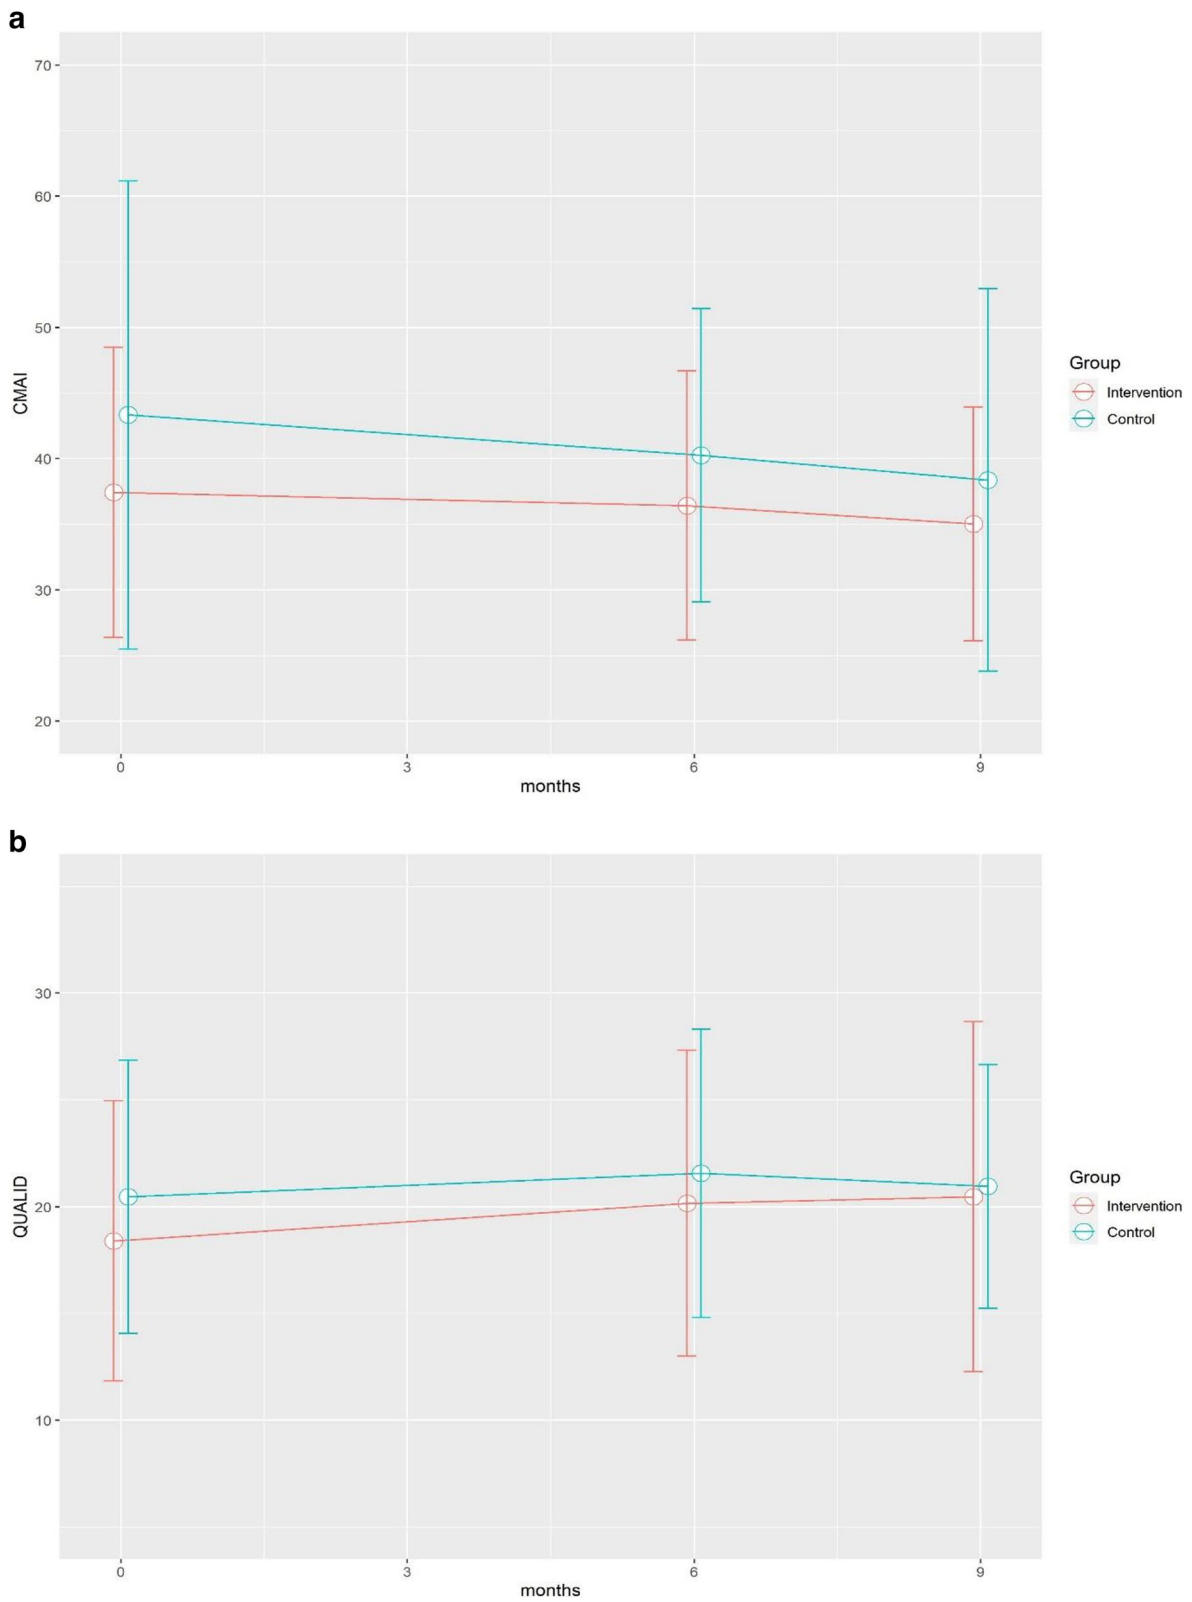 a
70
60
50
40
30
20
CMAI
0 3 6 9
months
Group
Intervention
Control
b
30
20
10
QUALID
0 3 6 9
months
Group
Intervention
Control